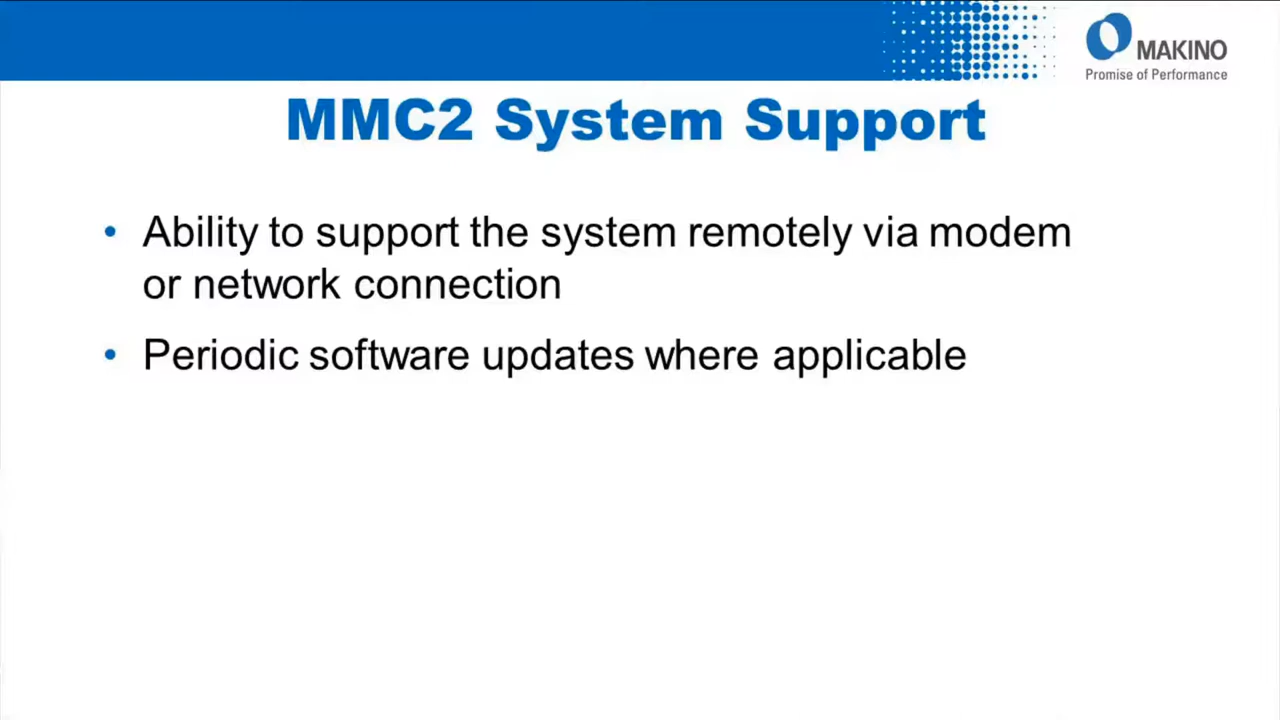 MAKINO
Promise of Performance
MMC2 System Support
• Ability to support the system remotely via modem
or network connection
• Periodic software updates where applicable